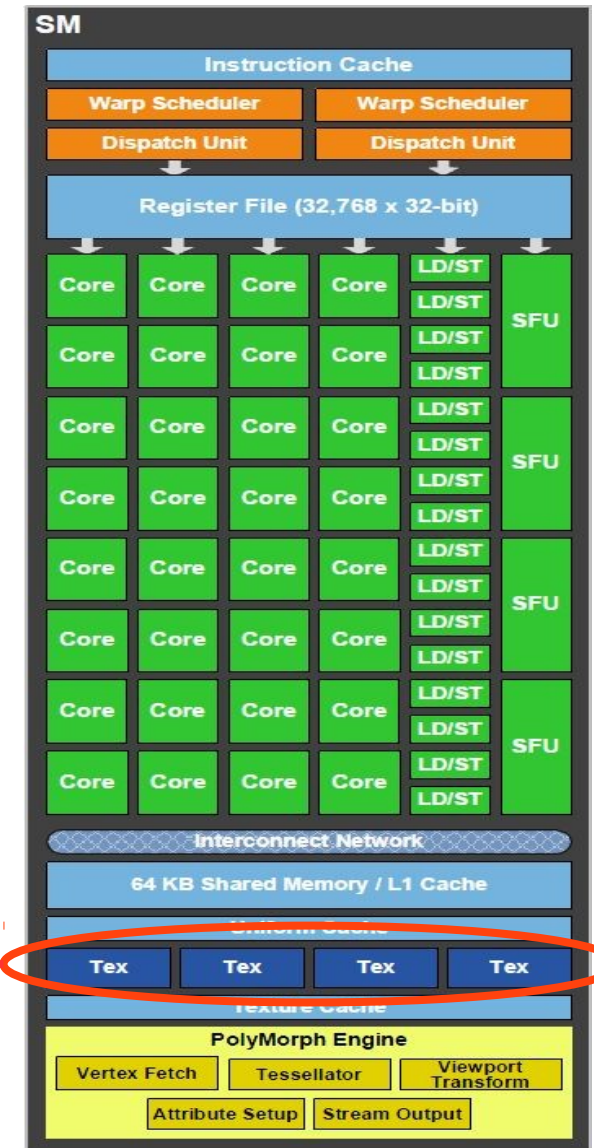 SM
Instruction Cache
Warp Scheduler Warp Scheduler
Dispatch Unit Dispatch Unit
Register File (32,768 x 32-bit)
Core Core Core Core LD/ST SFU
LD/ST
Core Core Core Core LD/ST
LD/ST
Core Core Core Core LD/ST SFU
LD/ST
Core Core Core Core LD/ST
LD/ST
Core Core Core Core LD/ST SFU
LD/ST
Core Core Core Core LD/ST
LD/ST
Core Core Core Core LD/ST SFU
LD/ST
Core Core Core Core LD/ST
LD/ST
Interconnect Network
64 KB Shared Memory / L1 Cache
Uniform Cache
Tex Tex Tex Tex
Texture Cache
PolyMorph Engine
Vertex Fetch Tessellator Viewport Transform
Attribute Setup Stream Output